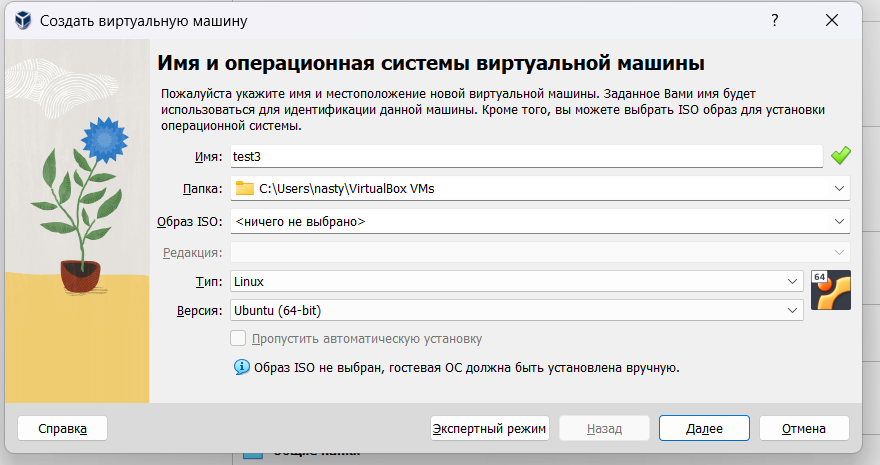 Создать виртуальную машину
?
Имя и операционная системы виртуальной машины
Пожалуйста укажите имя и местоположение новой виртуальной машины. Заданное Вами имя будет
использоваться для идентификации данной машины. Кроме того, вы можете выбрать ISO образ для установки
операционной системы.
Имя: test3
Папка: C:\Users\nasty\VirtualBox VMs
Образ ISO: <ничего не выбрано>
Редакция:
Тип: Linux
64
Версия: Ubuntu (64-bit)
Пропустить автоматическую установку
Образ ISO не выбран, гостевая ОС должна быть установлена вручную.
Справка Экспертный режим Назад Далее Отмена
Общие папки